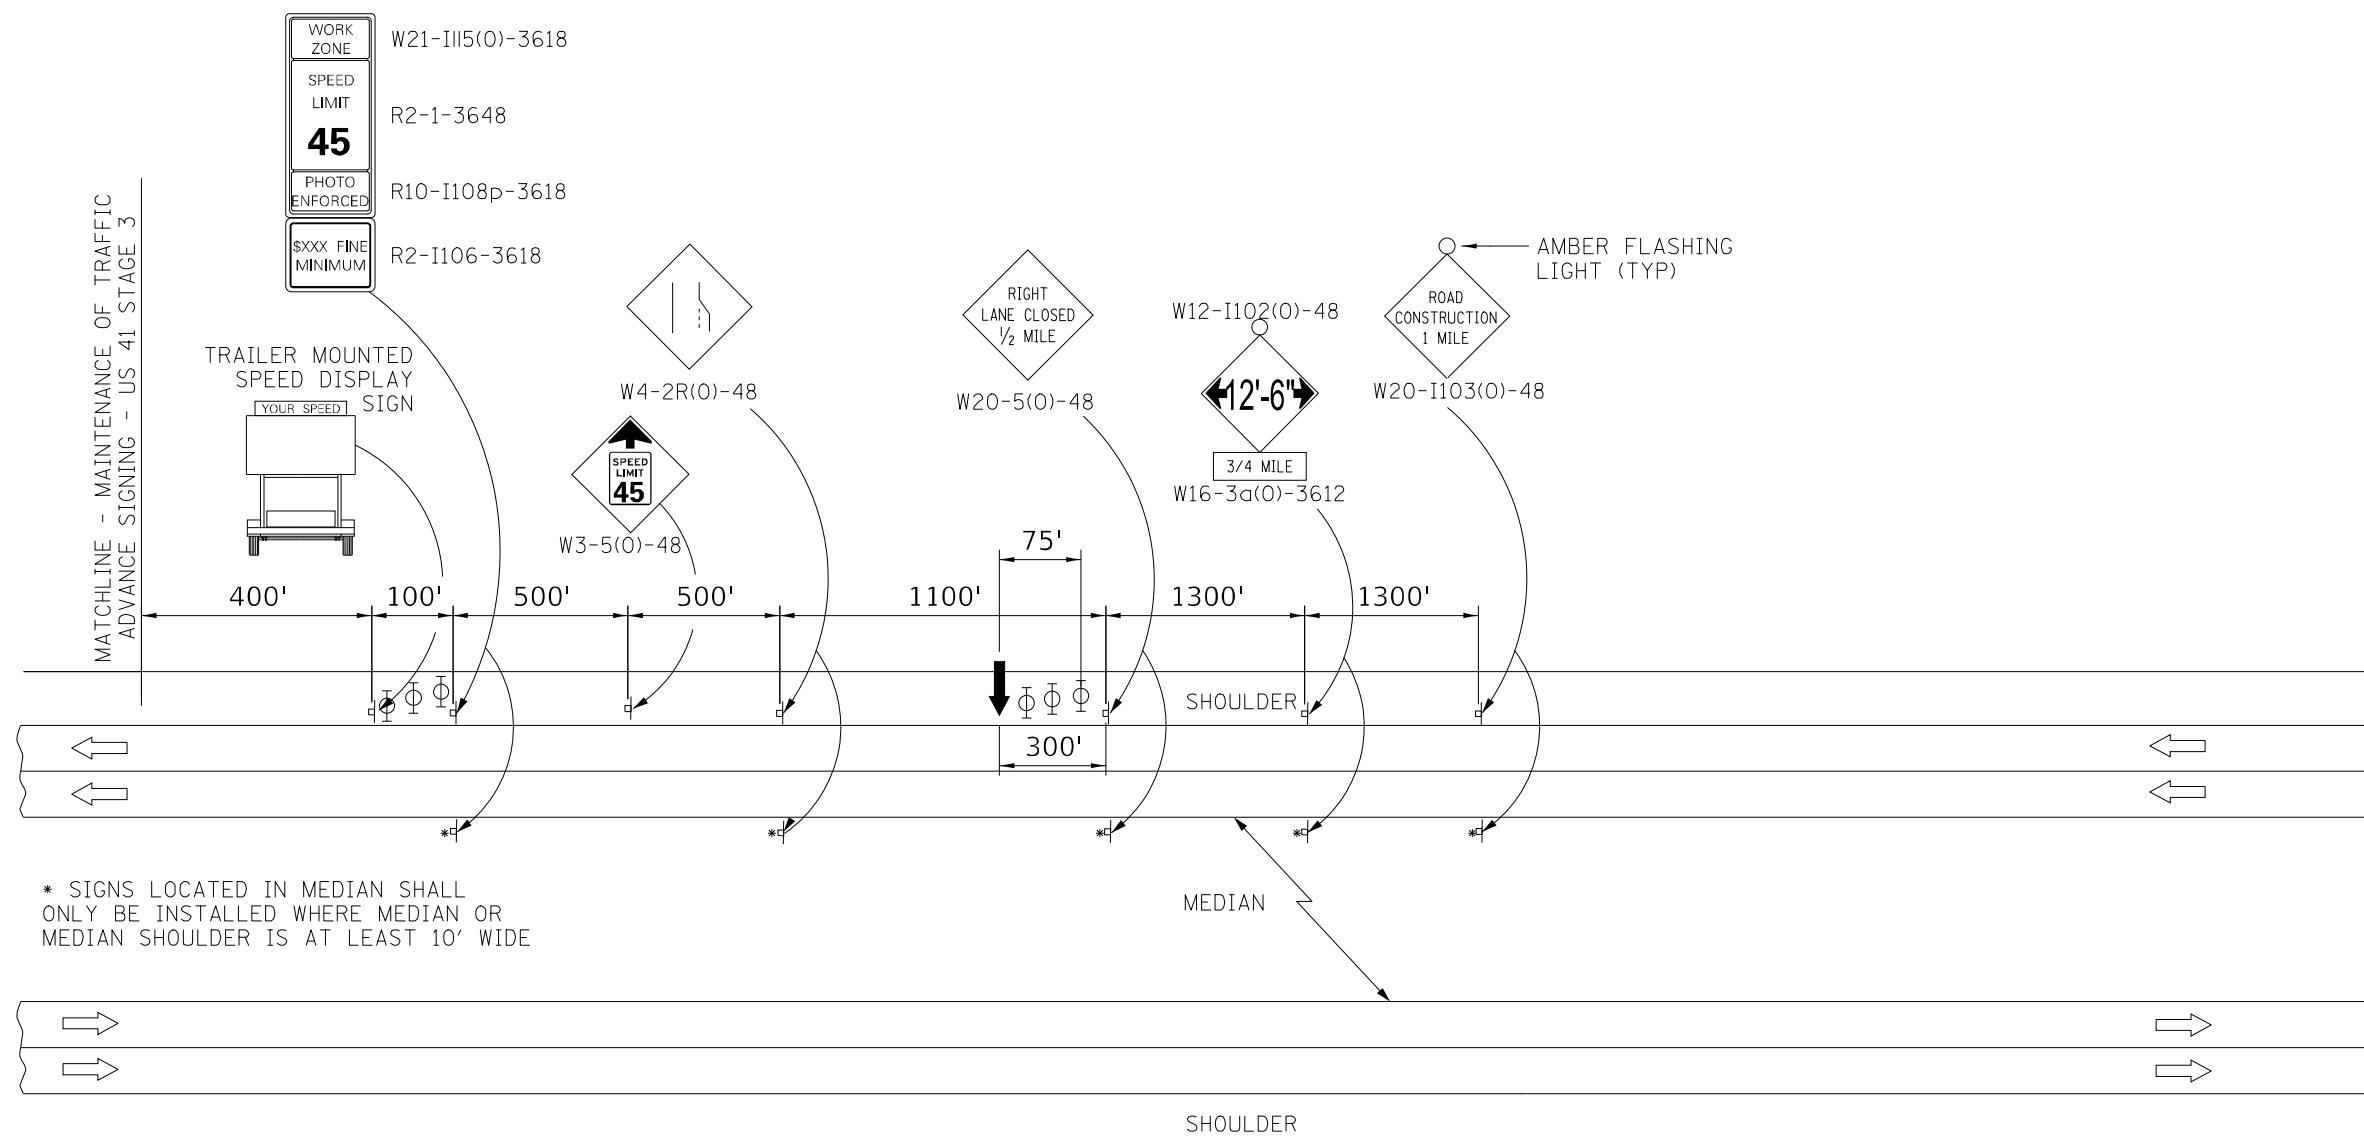 WORK
ZONE
SPEED
LIMIT
45
PHOTO
ENFORCED
$XXX FINE
MINIMUM
W21-I115(O)-3618
R2-1-3648
R10-I108p-3618
R2-I106-3618
MATCHLINE - MAINTENANCE OF TRAFFIC
ADVANCE SIGNING - US 41 STAGE 3
TRAILER MOUNTED
SPEED DISPLAY
SIGN
YOUR SPEED
W4-2R(O)-48
SPEED
LIMIT
45
W3-5(O)-48
RIGHT
LANE CLOSED
1/2 MILE
W20-5(O)-48
W12-I102(O)-48
12'-6"
3/4 MILE
W16-3a(O)-3612
AMBER FLASHING
LIGHT (TYP)
ROAD
CONSTRUCTION
1 MILE
W20-I103(O)-48
75'
400'
100'
500'
500'
1100'
1300'
1300'
SHOULDER
300'
*
*
*
*
*
* SIGNS LOCATED IN MEDIAN SHALL
ONLY BE INSTALLED WHERE MEDIAN OR
MEDIAN SHOULDER IS AT LEAST 10' WIDE
MEDIAN
SHOULDER